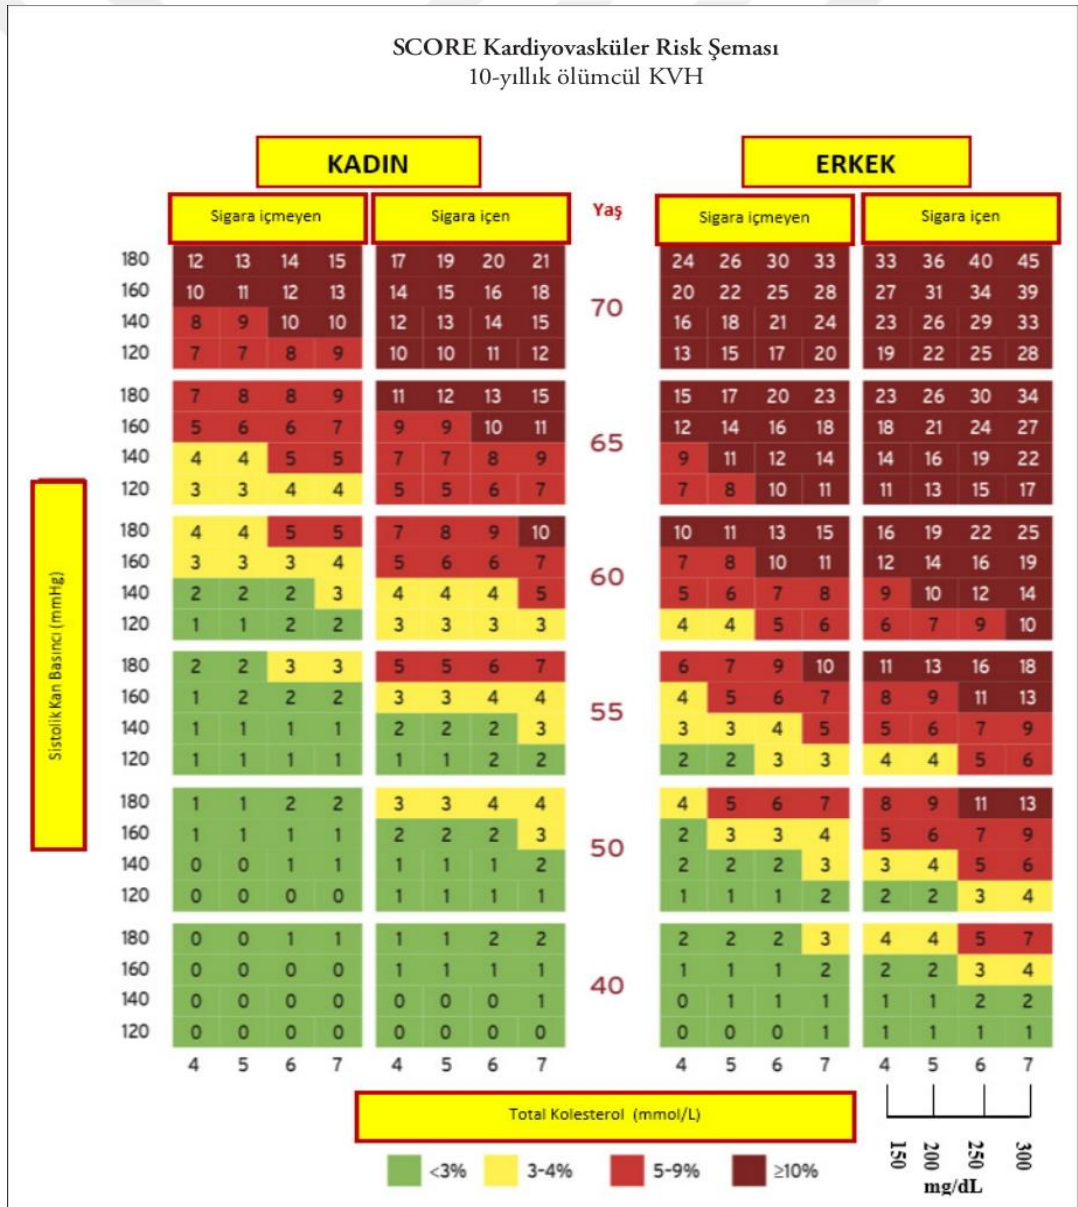 SCORE Kardiyovasküler Risk Şeması
10-yıllık ölümcül KVH
KADIN ERKEK
Sigara içmeyen Sigara içen Yaş Sigara içmeyen Sigara içen
180 12 13 14 15 17 19 20 21 24 26 30 33 33 36 40 45
160 10 11 12 13 14 15 16 18 20 22 25 28 27 31 34 39
70
140 8 9 10 10 12 13 14 15 16 18 21 24 23 26 29 33
120 7 7 8 9 10 10 11 12 13 15 17 20 19 22 25 28
180 7 8 8 9 11 12 13 15 15 17 20 23 23 26 30 34
160 5 6 6 7 9 9 10 11 12 14 16 18 18 21 24 27
65
140 4 4 5 5 7 7 8 9 9 11 12 14 14 16 19 22
120 3 3 4 4 5 5 6 7 7 8 10 11 11 13 15 17
180 4 4 5 5 7 8 9 10 10 11 13 15 16 19 22 25
160 3 3 3 4 5 6 6 7 7 8 10 11 12 14 16 19
60
140 2 2 2 3 4 4 4 5 5 6 7 8 9 10 12 14
120 1 1 2 2 3 3 3 3 4 4 5 6 6 7 9 10
180 2 2 3 3 5 5 6 7 6 7 9 10 11 13 16 18
160 1 2 2 2 3 3 4 4 4 5 6 7 8 9 11 13
55
140 1 1 1 1 2 2 2 3 3 3 4 5 5 6 7 9
120 1 1 1 1 1 1 2 2 2 2 3 3 4 4 5 6
180 1 1 2 2 3 3 4 4 4 5 6 7 8 9 11 13
160 1 1 1 1 2 2 2 3 2 3 3 4 5 6 7 9
50
140 0 0 1 1 1 1 1 2 2 2 2 3 3 4 5 6
120 0 0 0 0 1 1 1 1 1 1 1 2 2 2 3 4
180 0 0 1 1 1 1 2 2 2 2 2 3 4 4 5 7
160 0 0 0 0 1 1 1 1 1 1 1 2 2 2 3 4
40
140 0 0 0 0 0 0 0 1 0 1 1 1 1 1 2 2
120 0 0 0 0 0 0 0 0 0 0 0 1 1 1 1 1
4 5 6 7 4 5 6 7 4 5 6 7 4 5 6 7
Sistolik Kan Basıncı (mmHg)
Total Kolesterol (mmol/L)
150 200 250 300
mg/dL
<3% 3-4% 5-9% ≥10%